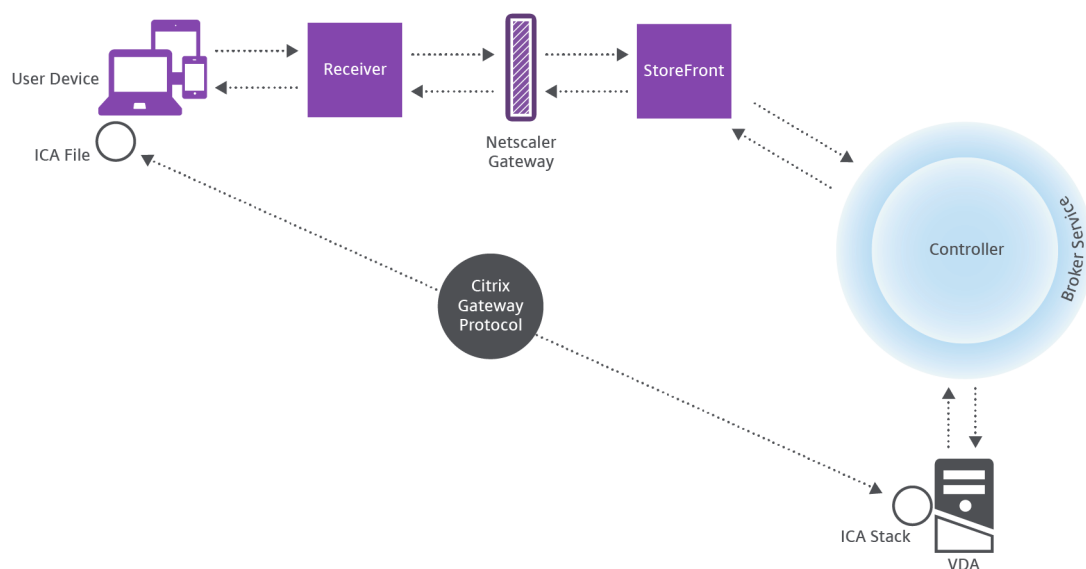 User Device
Receiver
StoreFront
Netscaler
Gateway
ICA File
Controller
Broker Service
Citrix
Gateway
Protocol
ICA Stack
VDA